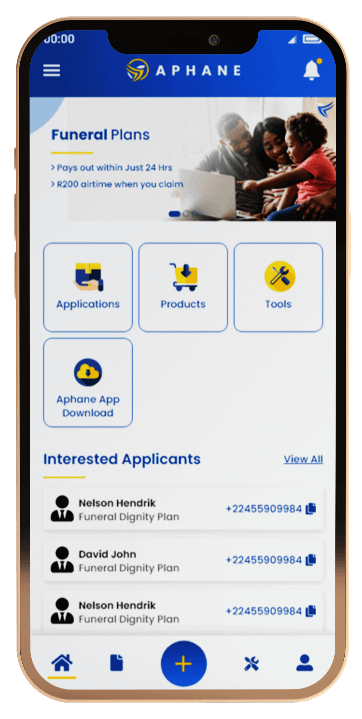 00:00
APHANE
Funeral Plans
> Pays out within Just 24 Hrs
> R200 airtime when you claim
Applications
Products
Tools
Aphane App
Download
Interested Applicants
View All
Nelson Hendrik
Funeral Dignity Plan
+22455909984
David John
Funeral Dignity Plan
+22455909984
Nelson Hendrik
Funeral Dignity Plan
+22455909984